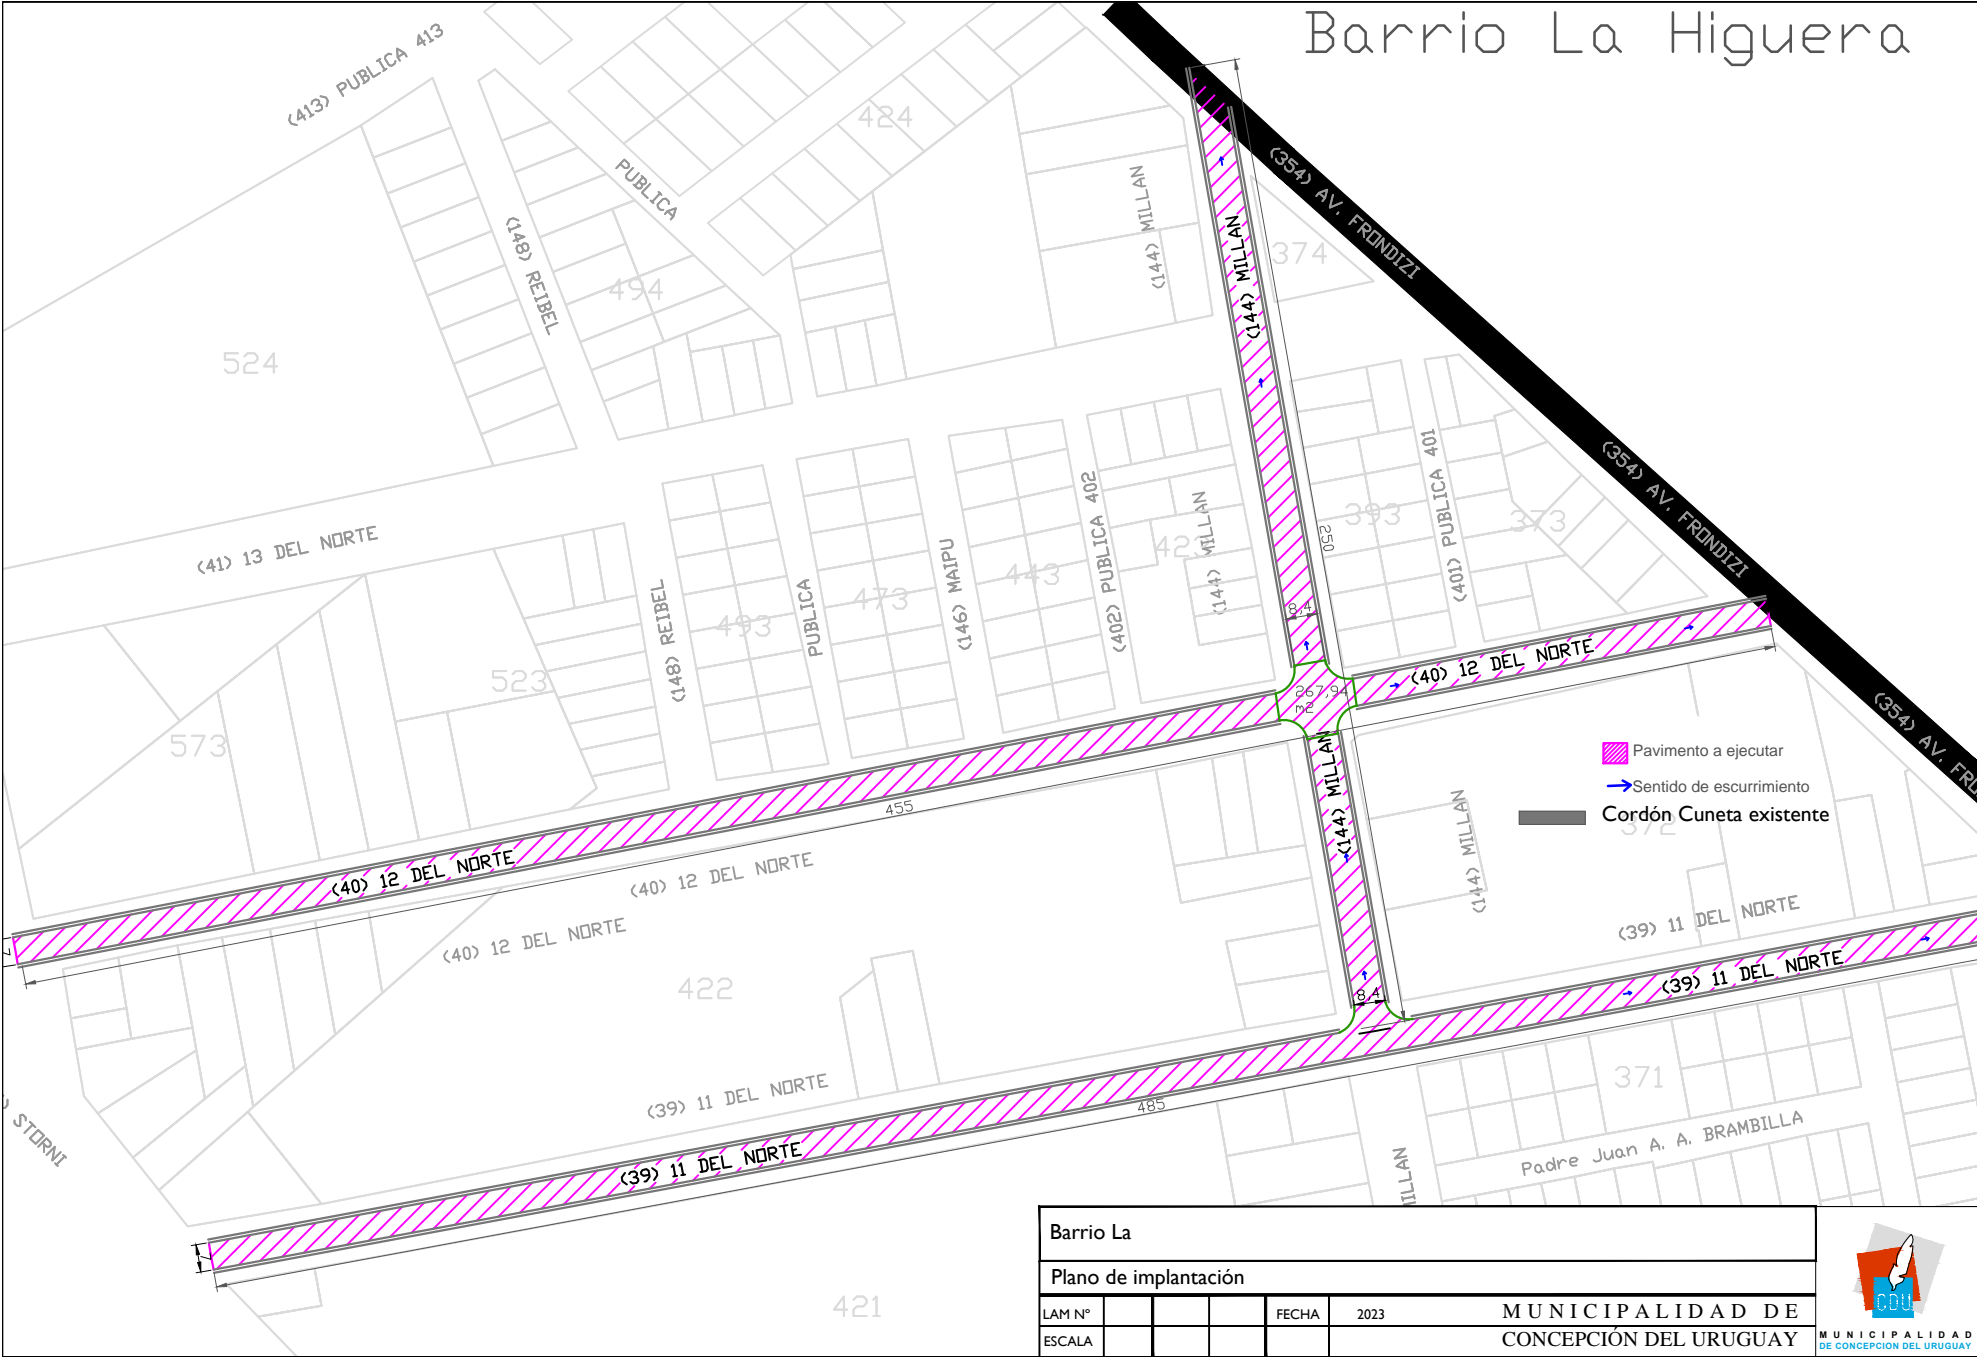 Barrio La Higuera
(413) PUBLICA 413
424
PUBLICA
(144) MILLAN
(144) MILLAN
(354) AV. FRONDIZI
374
(148) REIBEL
494
524
(354) AV. FRONDIZI
(401) PUBLICA 401
393
373
250
(402) PUBLICA 402
(144) MILLAN
(41) 13 DEL NORTE
(146) MAIPU
443
473
PUBLICA
493
(148) REIBEL
523
8,4
(40) 12 DEL NORTE
267,94
m2
(354) AV.
573
(144) MILLAN
Pavimento a ejecutar
Sentido de escurrimiento
Cordón Cuneta existente
372
455
(144) MILLAN
(40) 12 DEL NORTE
(40) 12 DEL NORTE
(40) 12 DEL NORTE
7
(39) 11 DEL NORTE
(39) 11 DEL NORTE
422
8,4
371
(39) 11 DEL NORTE
485
STORNI
Padre Juan A. A. BRAMBILLA
(39) 11 DEL NORTE
7
421
Barrio La
Plano de implantación
LAM Nº
FECHA
2023
MUNICIPALIDAD DE
ESCALA
CONCEPCIÓN DEL URUGUAY
CDU
MUNICIPALIDAD
DE CONCEPCION DEL URUGUAY